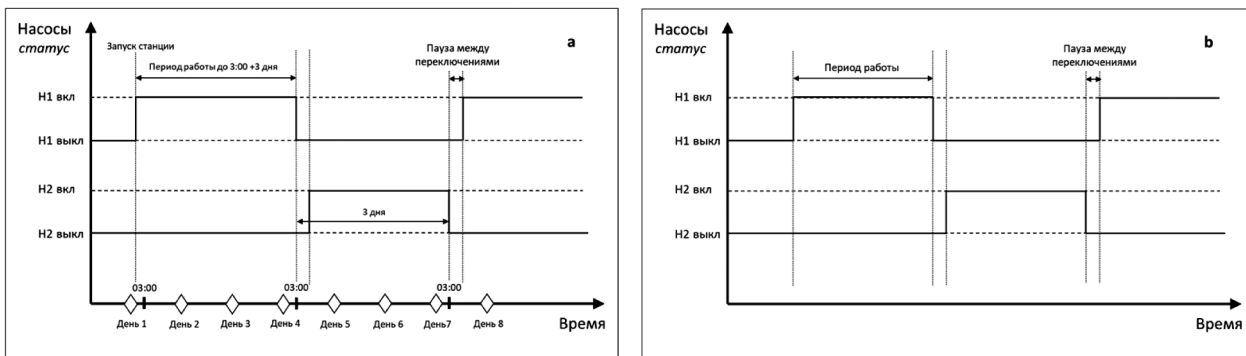 Насосы
статус
a
Запуск станции
Период работы до 3:00 +3 дня
Пауза между
переключениями
Н1 вкл
Н1 выкл
Н2 вкл
3 дня
Н2 выкл
03:00
03:00
03:00
День 1
День 2
День 3
День 4
День 5
День 6
День7
День 8
Время
Насосы
статус
b
Период работы
Пауза между
переключениями
Н1 вкл
Н1 выкл
Н2 вкл
Н2 выкл
Время